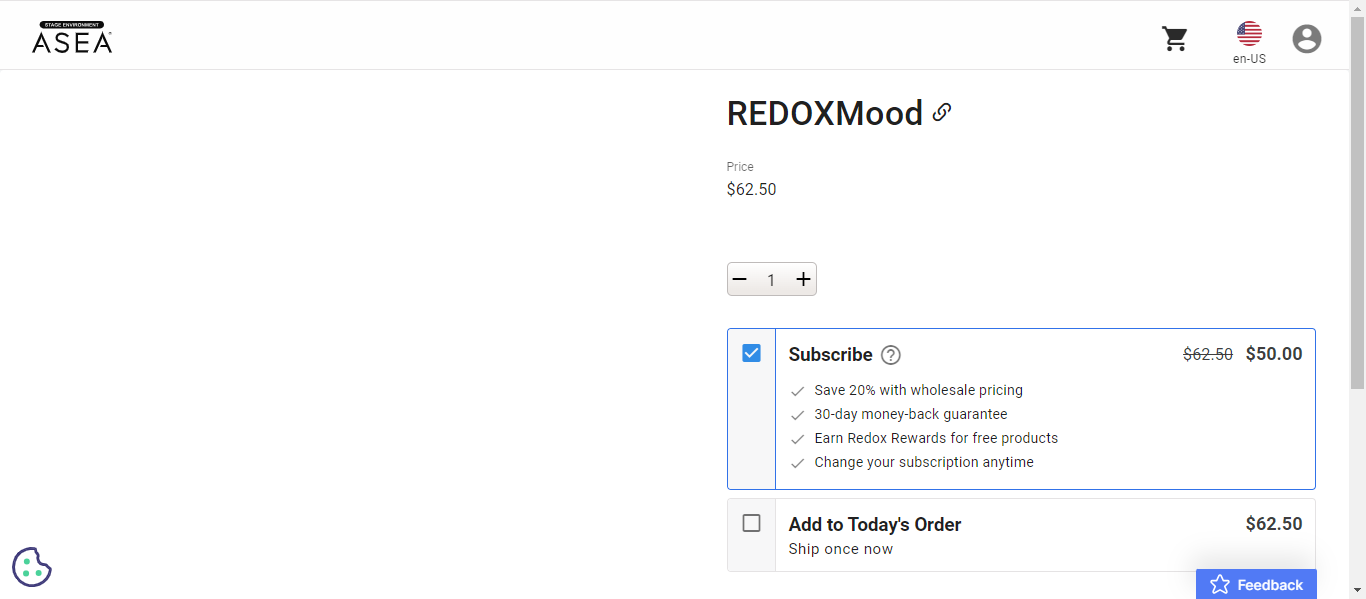 STAGE ENVIRONMENT
ASEA
en-US
REDOXMood
Price
$62.50
1
Subscribe
$62.50 $50.00
Save 20% with wholesale pricing
30-day money-back guarantee
Earn Redox Rewards for free products
Change your subscription anytime
Add to Today's Order
$62.50
Ship once now
Feedback